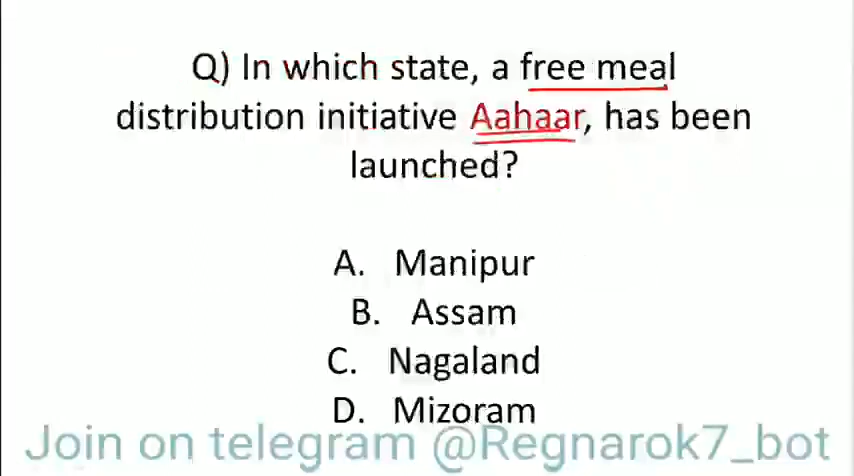 Q) In which state, a free meal
distribution initiative Aahaar, has been
launched?
A. Manipur
B. Assam
C. Nagaland
D. Mizoram
Join on telegram @Regnarok7_bot